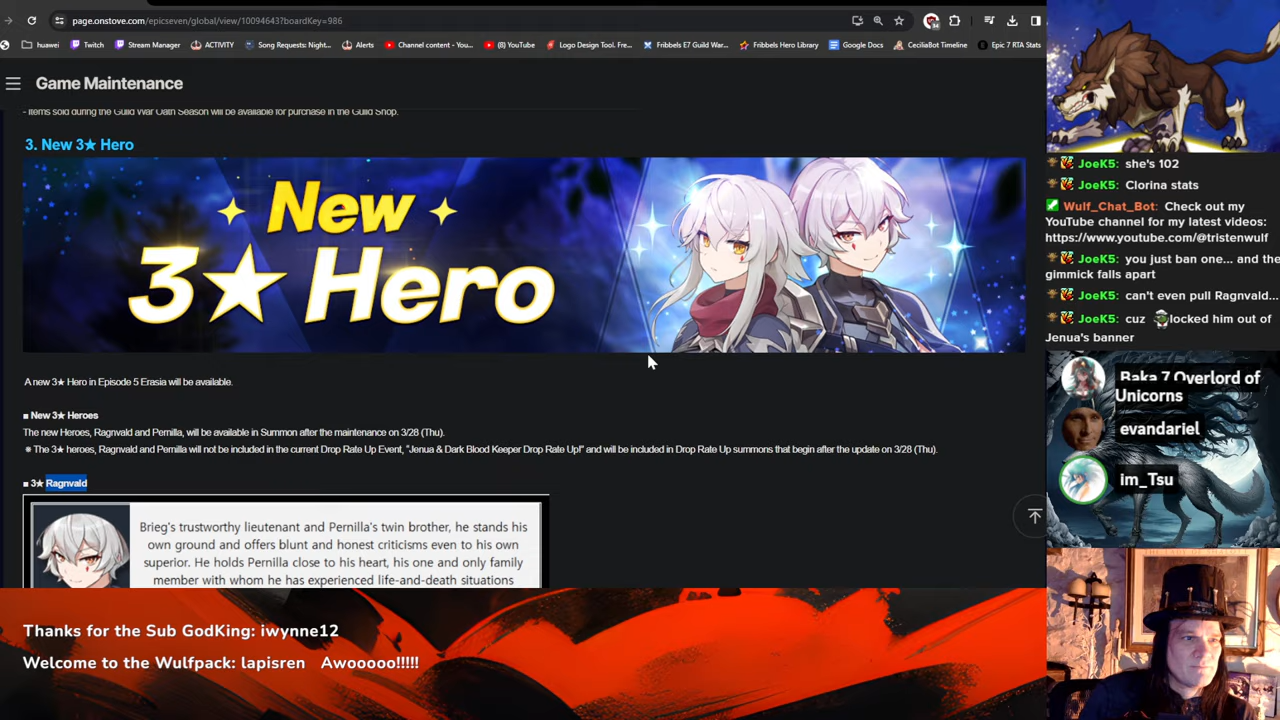 page.onstove.com/epicseven/global/view/10094643?boardKey=986
huawei
Twitch
Stream Manager
ACTIVITY
Song Requests: Night...
Alerts
Channel content - You...
(8) YouTube
Logo Design Tool. Fre...
Fribbels E7 Guild War...
Fribbels Hero Library
Google Docs
CeciliaBot Timeline
Epic 7 RTA Stats
Game Maintenance
- Items sold during the Guild War Oath Season will be available for purchase in the Guild Shop.
3. New 3★ Hero
New
3★ Hero
A new 3★ Hero in Episode 5 Erasia will be available.
■ New 3★ Heroes
The new Heroes, Ragnvald and Pernilla, will be available in Summon after the maintenance on 3/28 (Thu).
※ The 3★ heroes, Ragnvald and Pernilla will not be included in the current Drop Rate Up Event, "Jenua & Dark Blood Keeper Drop Rate Up!" and will be included in Drop Rate Up summons that begin after the update on 3/28 (Thu).
■ 3★ Ragnvald
Brieg's trustworthy lieutenant and Pernilla's twin brother, he stands his
own ground and offers blunt and honest criticisms even to his own
superior. He holds Pernilla close to his heart, his one and only family
member with whom he has experienced life-and-death situations
JoeK5: she's 102
JoeK5: Clorina stats
Wulf_Chat_Bot: Check out my
YouTube channel for my latest videos:
https://www.youtube.com/@tristenwulf
JoeK5: you just ban one... and the
gimmick falls apart
JoeK5: can't even pull Ragnvald...
JoeK5: cuz locked him out of
Jenua's banner
Baka 7 Overlord of
Unicorns
evandariel
im_Tsu
Thanks for the Sub GodKing: iwynne12
Welcome to the Wulfpack: lapisren Awooooo!!!!!